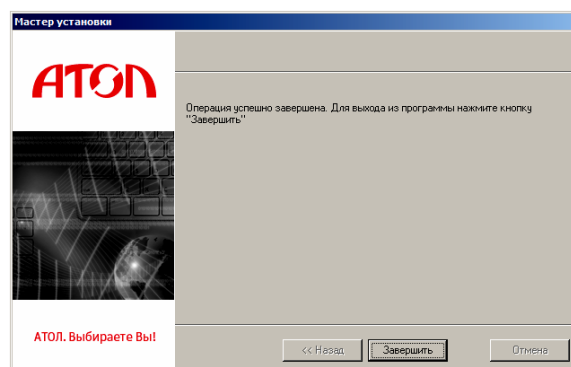 Мастер установки
АТОЛ
Операция успешно завершена. Для выхода из программы нажмите кнопку
"Завершить"
АТОЛ. Выбираете Вы!
<< Назад
Завершить
Отмена